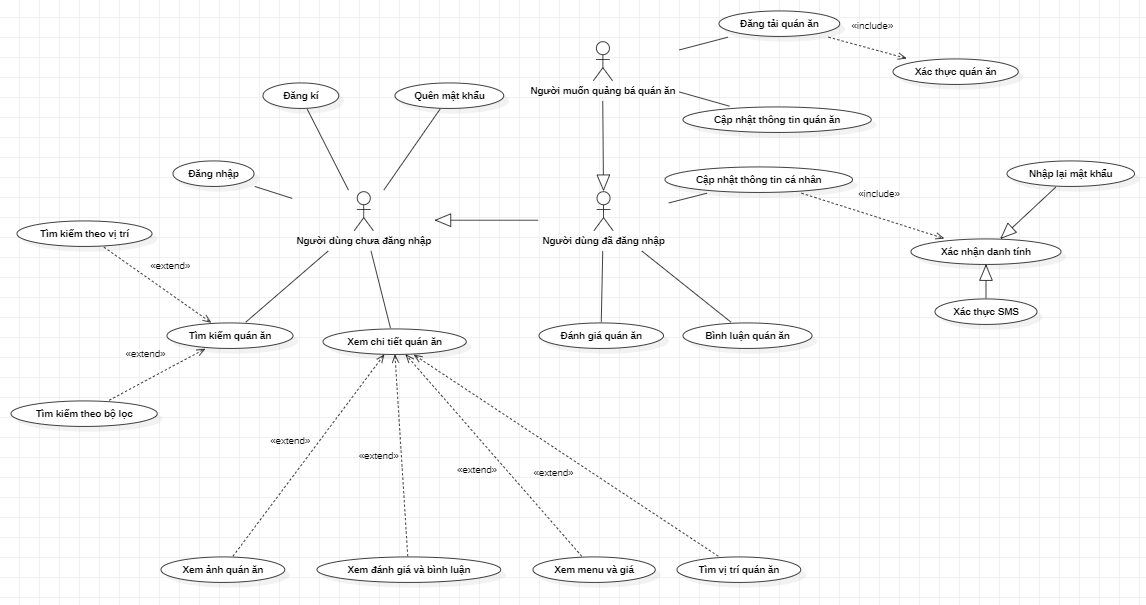 Đăng tải quán ăn
«include»
Xác thực quán ăn
Người muốn quảng bá quán ăn
Đăng kí
Quên mật khẩu
Cập nhật thông tin quán ăn
Đăng nhập
Cập nhật thông tin cá nhân
«include»
Nhập lại mật khẩu
Tìm kiếm theo vị trí
Người dùng chưa đăng nhập
Người dùng đã đăng nhập
Xác nhận danh tính
«extend»
Xác thực SMS
Tìm kiếm quán ăn
Xem chi tiết quán ăn
Đánh giá quán ăn
Bình luận quán ăn
«extend»
Tìm kiếm theo bộ lọc
«extend»
«extend»
«extend»
«extend»
Xem ảnh quán ăn
Xem đánh giá và bình luận
Xem menu và giá
Tìm vị trí quán ăn